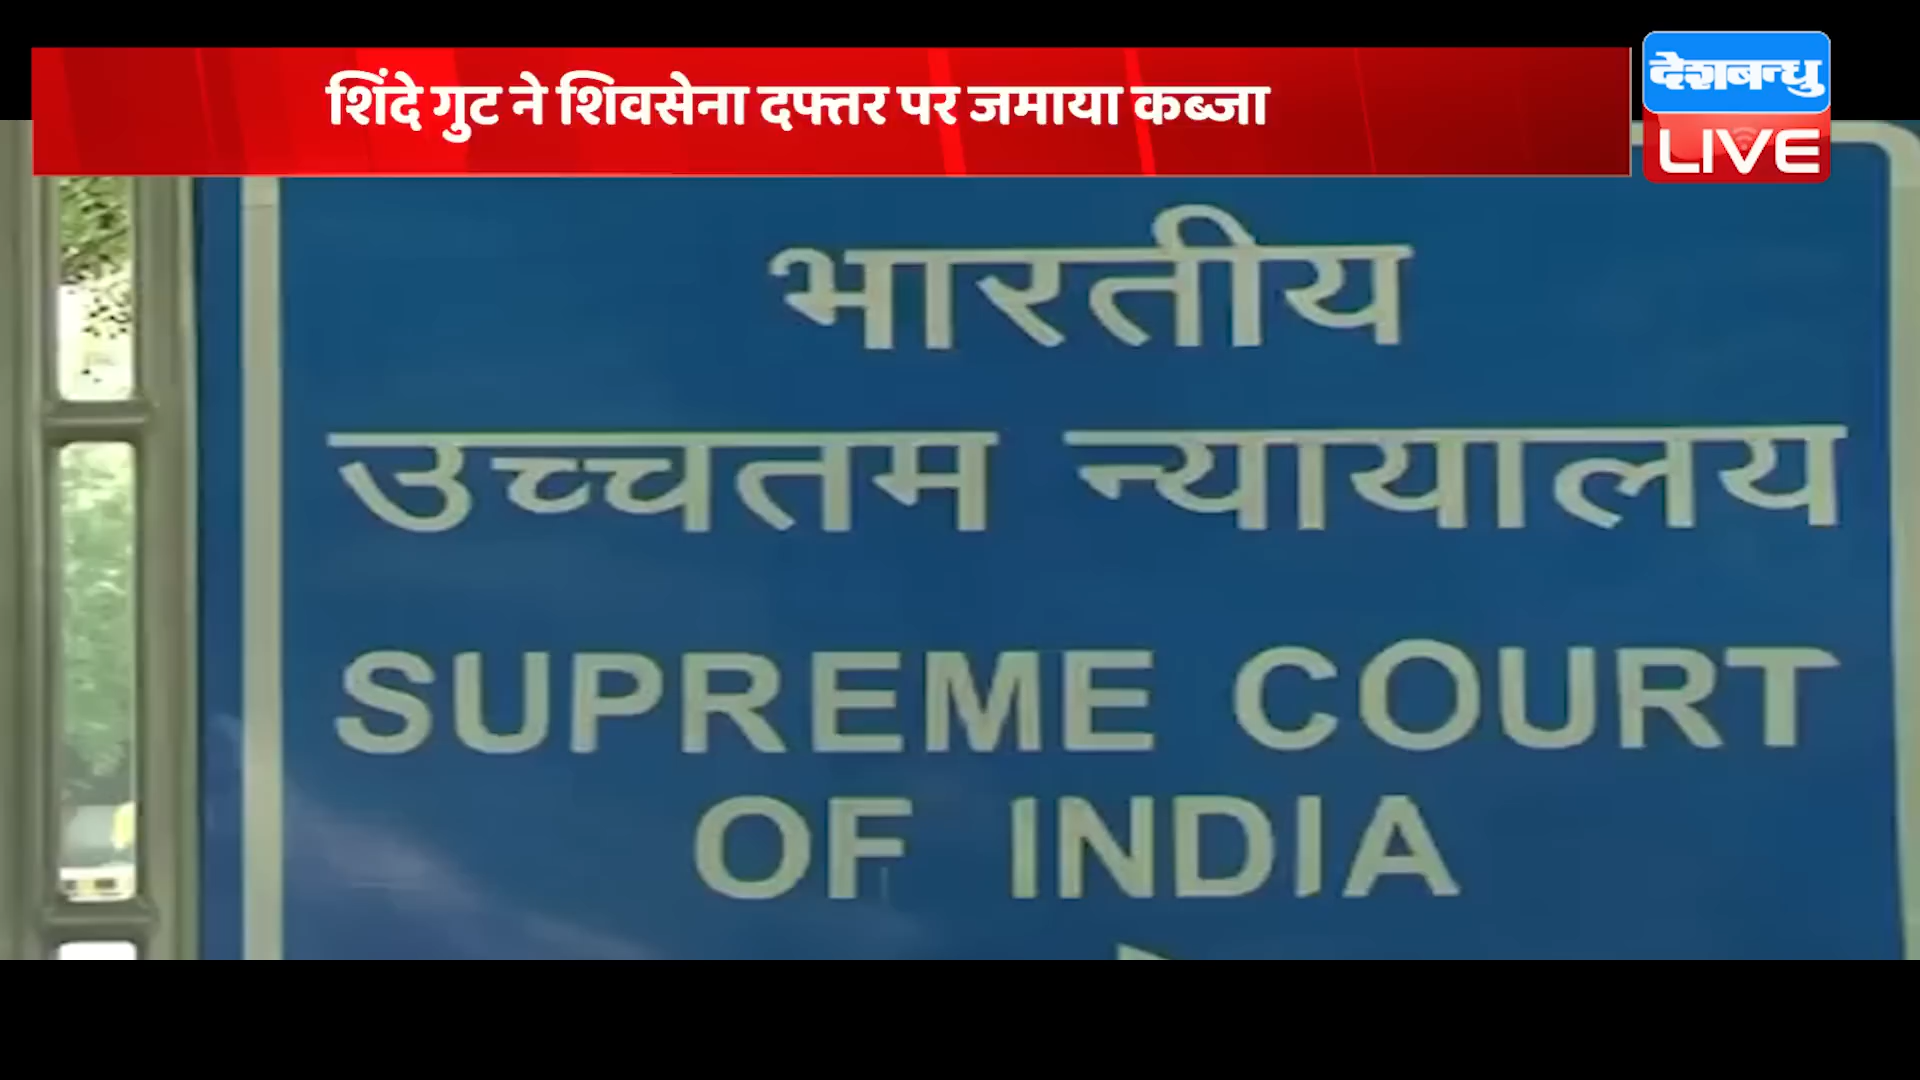 शिंदे गुट ने शिवसेना दफ्तर पर जमाया कब्जा
देशबन्धु
LIVE
भारतीय
उच्चतम न्यायालय
SUPREME COURT
OF INDIA